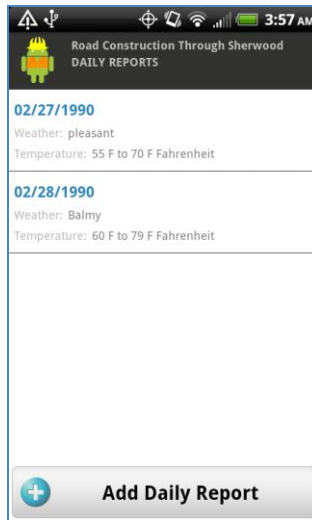 3:57 AM
Road Construction Through Sherwood
DAILY REPORTS
02/27/1990
Weather: pleasant
Temperature: 55 F to 70 F Fahrenheit
02/28/1990
Weather: Balmy
Temperature: 60 F to 79 F Fahrenheit
Add Daily Report